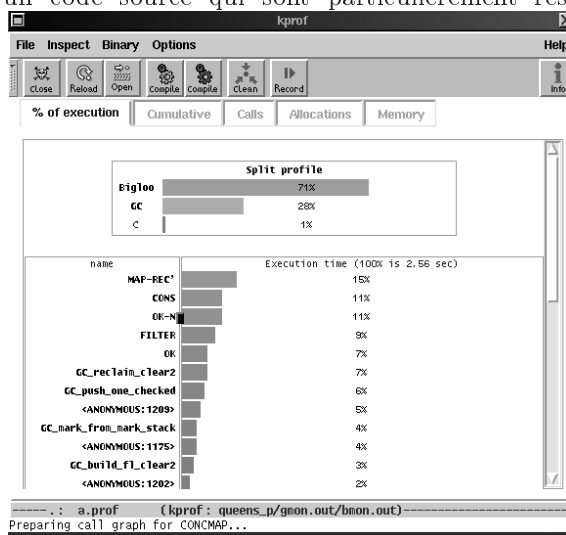 un code source qui sont particulièrement res
kprof
File Inspect Binary Options Help
Close Reload Open Compile Compile Clean Record Info
% of execution Cumulative Calls Allocations Memory
Split profile
Bigloo 71%
GC 28%
C 1%
name Execution time (100% is 2.56 sec)
MAP-REC' 15%
CONS 11%
OK-N 11%
FILTER 9%
OK 7%
GC_reclaim_clear2 7%
GC_push_one_checked 6%
<ANONYMOUS:1209> 5%
GC_mark_from_mark_stack 4%
<ANONYMOUS:1175> 4%
GC_build_fl_clear2 3%
<ANONYMOUS:1202> 2%
-----.: a.prof (kprof: queens_p/gmon.out/bmon.out)-----------------------
Preparing call graph for CONCMAP...